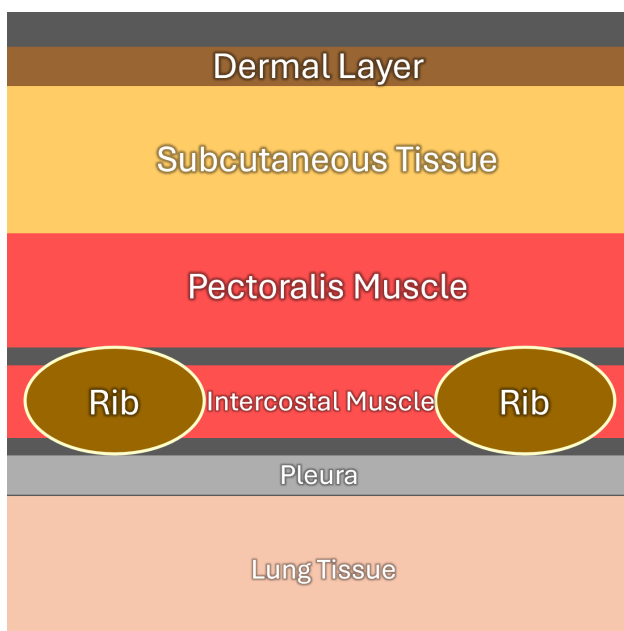 Dermal Layer
Subcutaneous Tissue
Pectoralis Muscle
Rib Intercostal Muscle Rib
Pleura
Lung Tissue